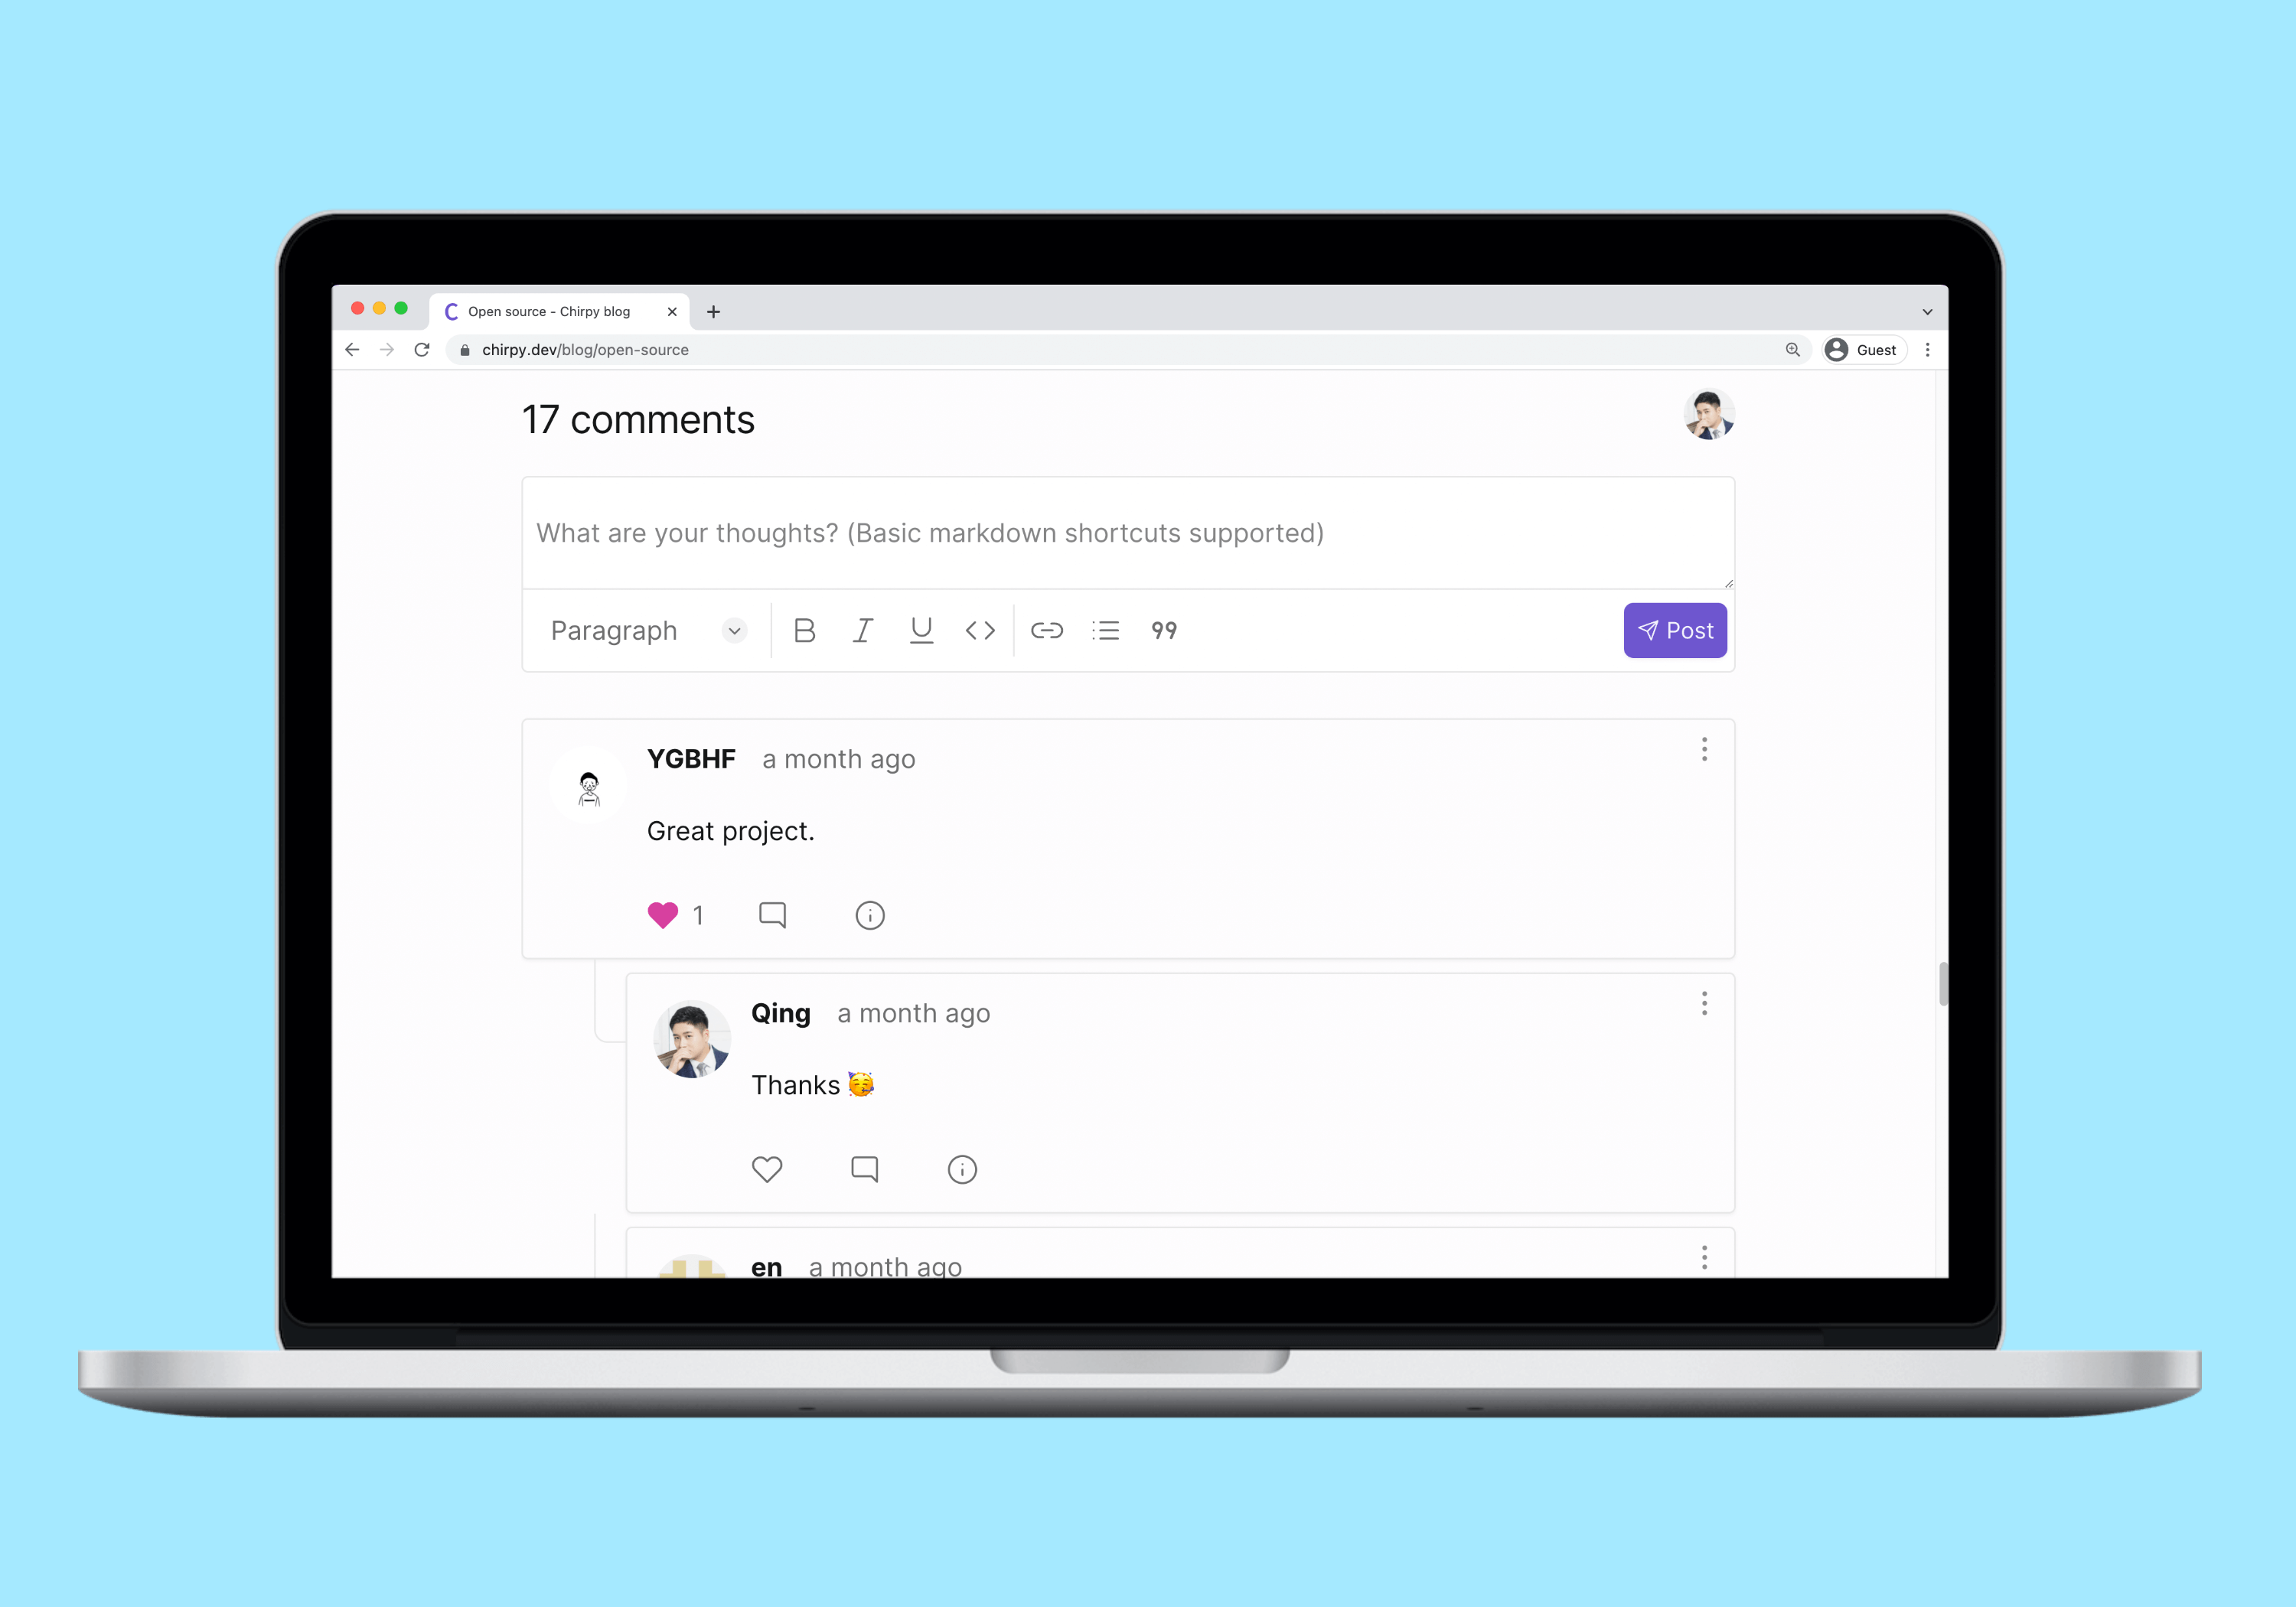 Open source - Chirpy blog
chirpy.dev/blog/open-source
Guest
17 comments
What are your thoughts? (Basic markdown shortcuts supported)
Paragraph
Post
YGBHF a month ago
Great project.
1
Qing a month ago
Thanks 🥳
en a month ago